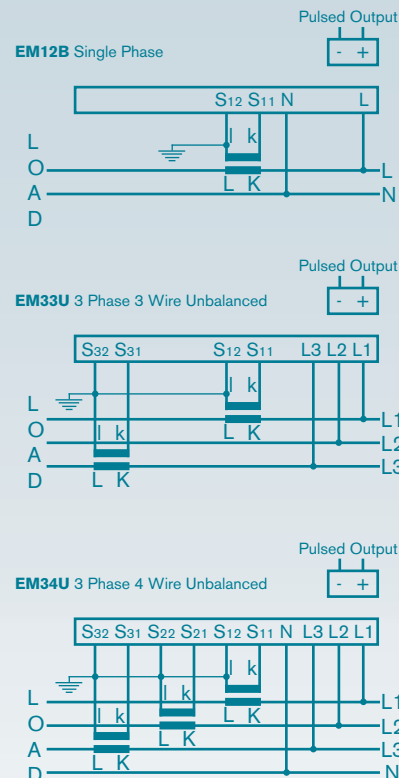 Pulsed Output
EM12B Single Phase
- +
S12 S11 N L
l k
L
O L
L K
A N
D
Pulsed Output
EM33U 3 Phase 3 Wire Unbalanced
- +
S32 S31 S12 S11 L3 L2 L1
l k
L
L1
O L K
l k
L2
A
L3
D L K
Pulsed Output
EM34U 3 Phase 4 Wire Unbalanced
- +
S32 S31 S22 S21 S12 S11 N L3 L2 L1
l k
l k
L L1
L K
O l k L2
L K
A L3
L K
D N